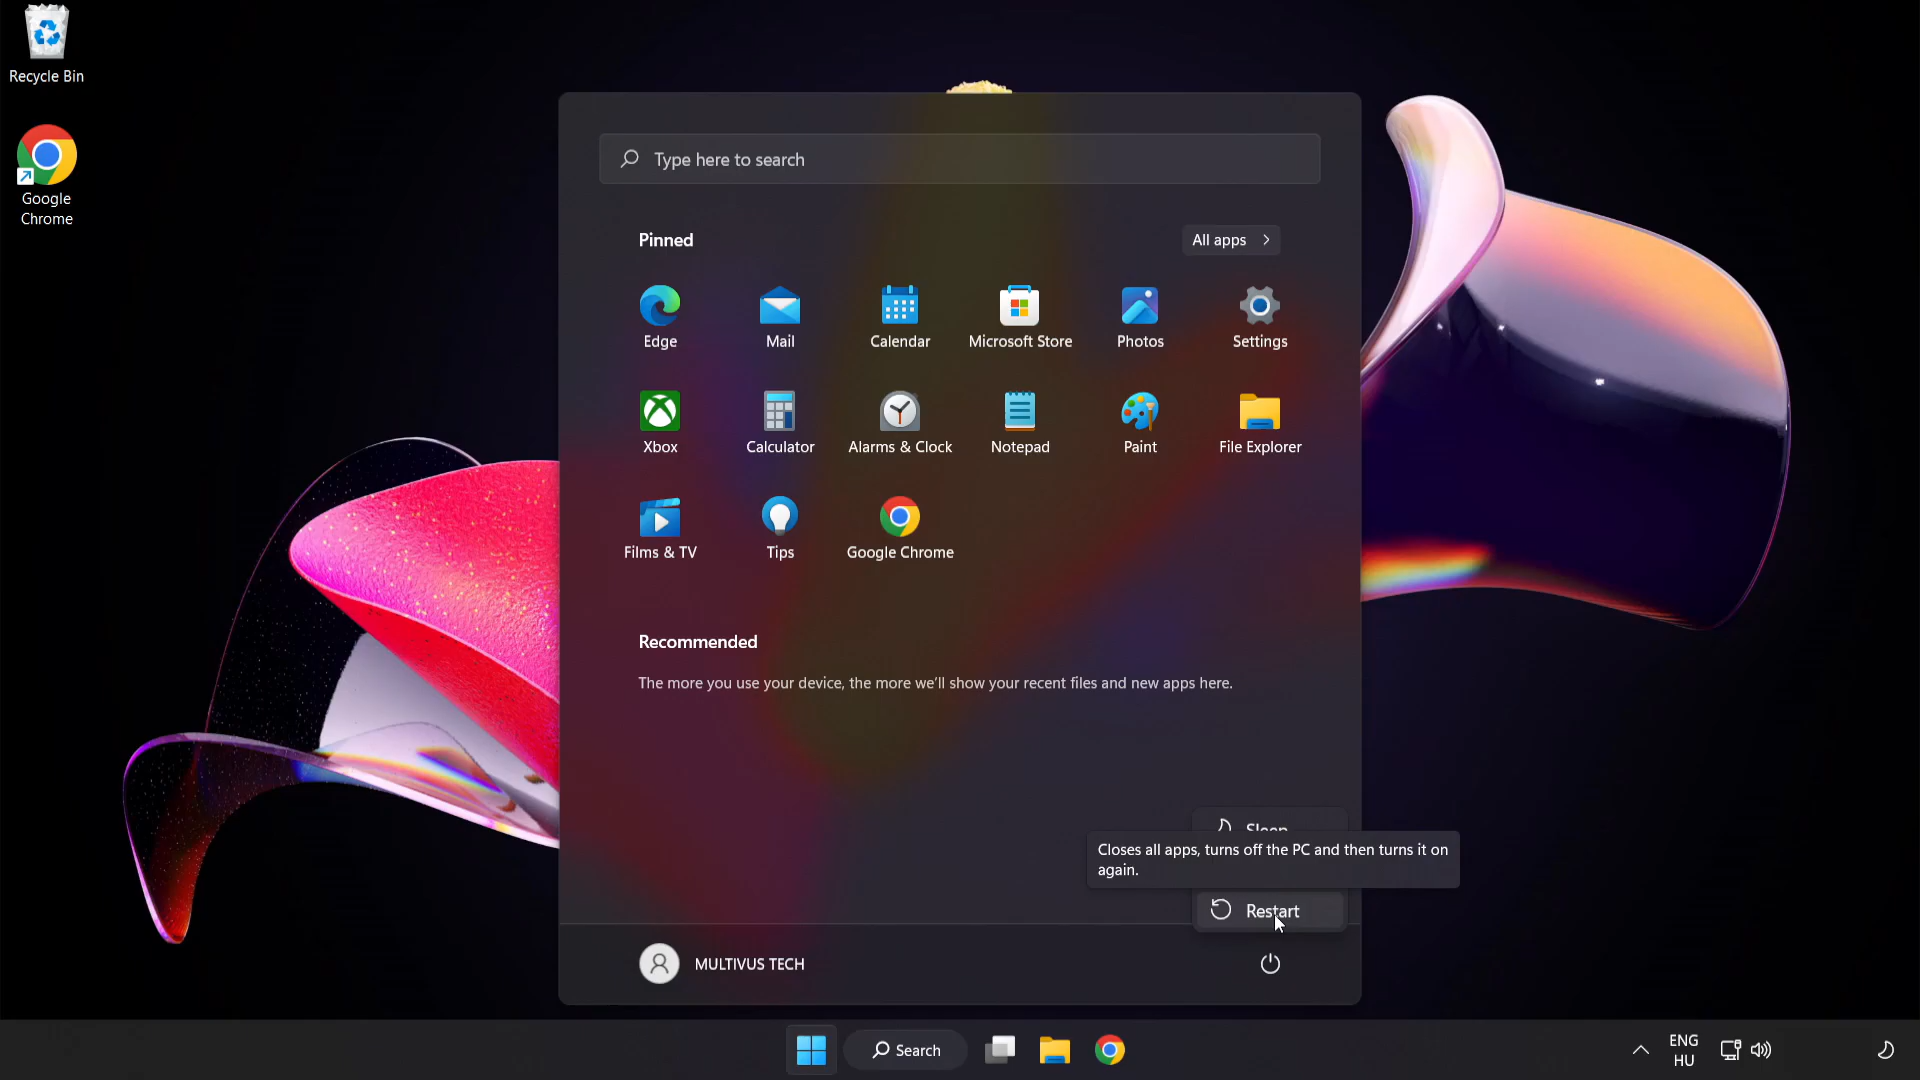 Recycle Bin
Google
Chrome
Type here to search
Pinned
All apps
Edge
Mail
Calendar
Microsoft Store
Photos
Settings
Xbox
Calculator
Alarms & Clock
Notepad
Paint
File Explorer
Films & TV
Tips
Google Chrome
Recommended
The more you use your device, the more we'll show your recent files and new apps here.
Sleep
Closes all apps, turns off the PC and then turns it on
again.
Restart
MULTIVUS TECH
Search
ENG
HU